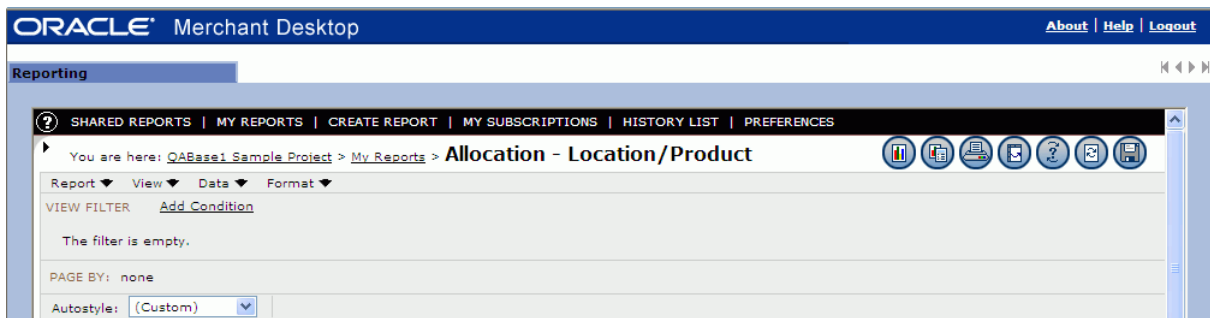 ORACLE® Merchant Desktop About | Help | Logout
Reporting
? SHARED REPORTS | MY REPORTS | CREATE REPORT | MY SUBSCRIPTIONS | HISTORY LIST | PREFERENCES
You are here: QABase1 Sample Project > My Reports > Allocation - Location/Product
Report View Data Format
VIEW FILTER Add Condition
The filter is empty.
PAGE BY: none
Autostyle: (Custom)